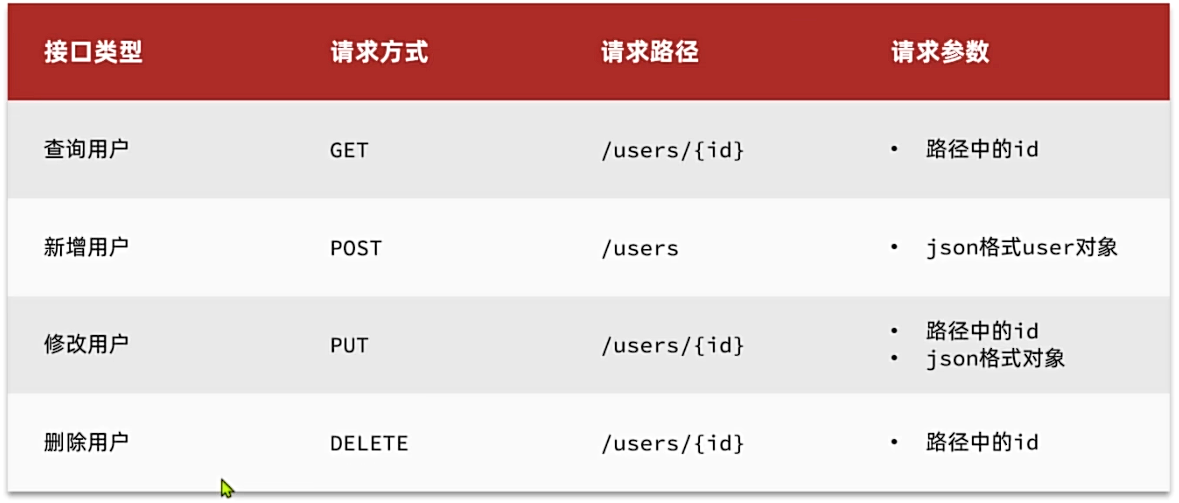 接口类型 请求方式 请求路径 请求参数
查询用户 GET /users/{id} • 路径中的id
新增用户 POST /users • json格式user对象
修改用户 PUT /users/{id} • 路径中的id
• json格式对象
删除用户 DELETE /users/{id} • 路径中的id